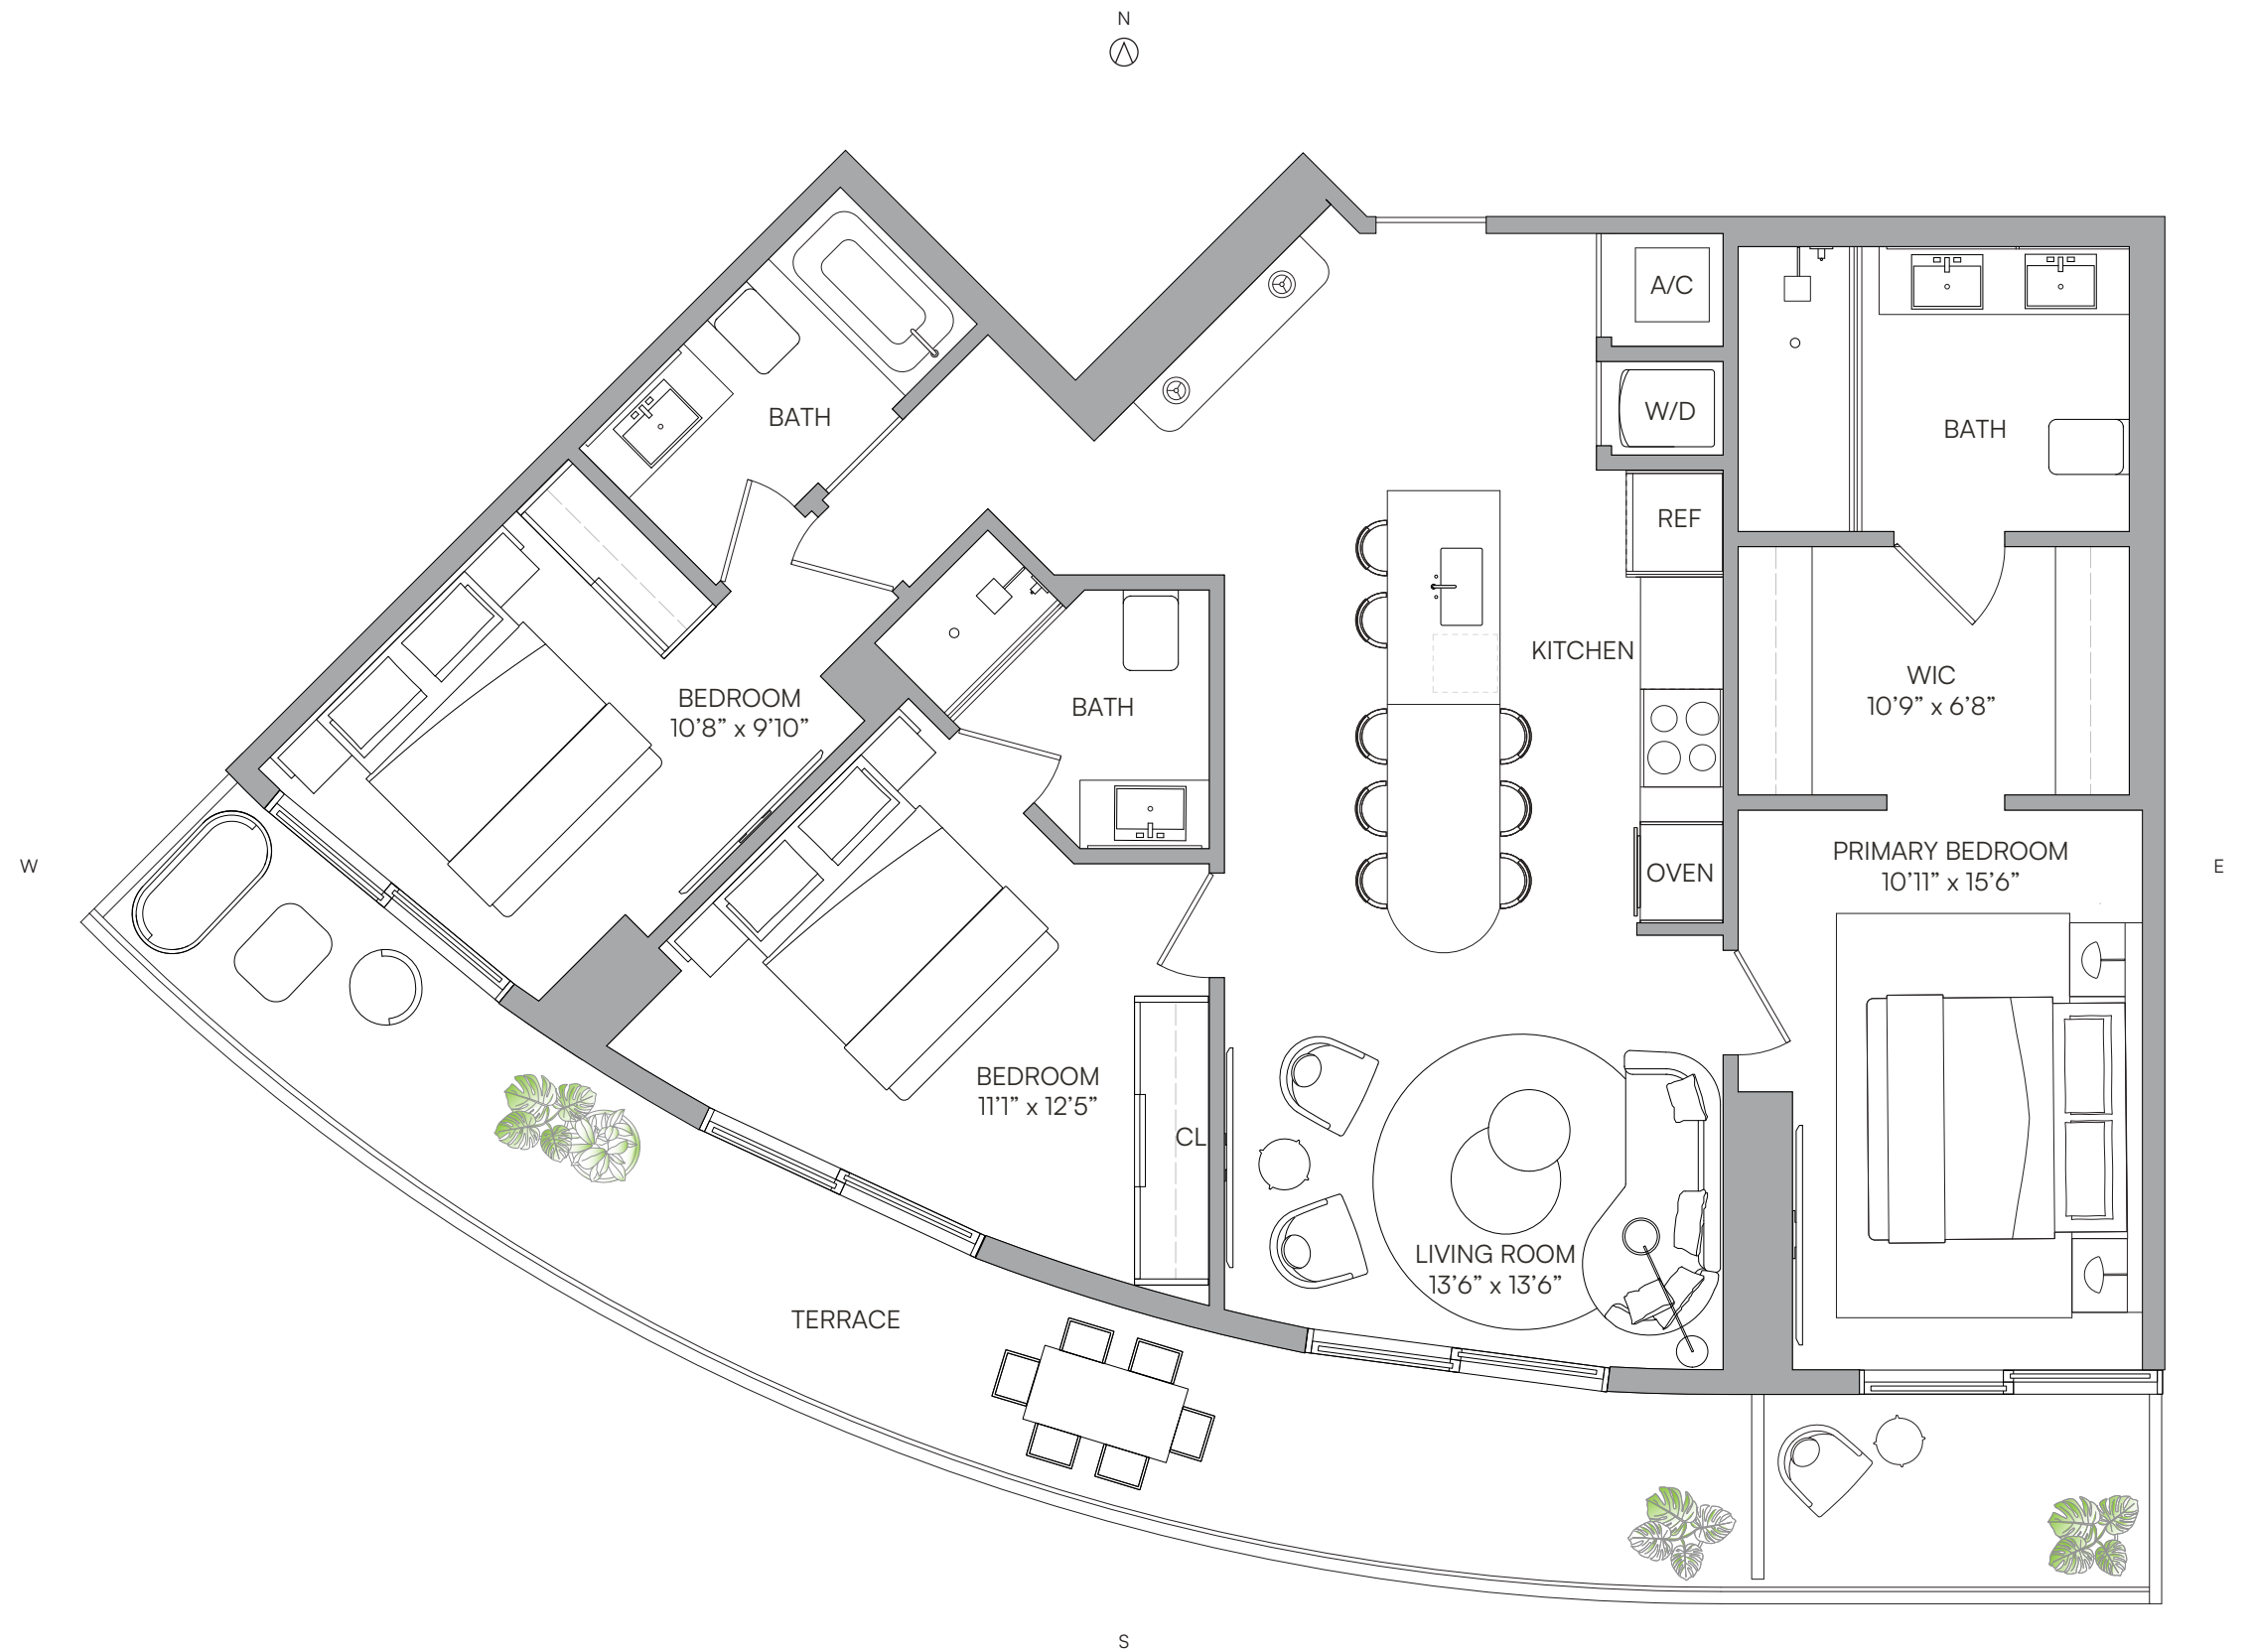 N
A/C
W/D
BATH
BATH
REF
KITCHEN
WIC
10’9” x 6’8”
BEDROOM
10’8” x 9’10”
BATH
W
PRIMARY BEDROOM
10’11” x 15’6”
E
OVEN
BEDROOM
11’1” x 12’5”
CL
LIVING ROOM
13’6” x 13’6”
TERRACE
S